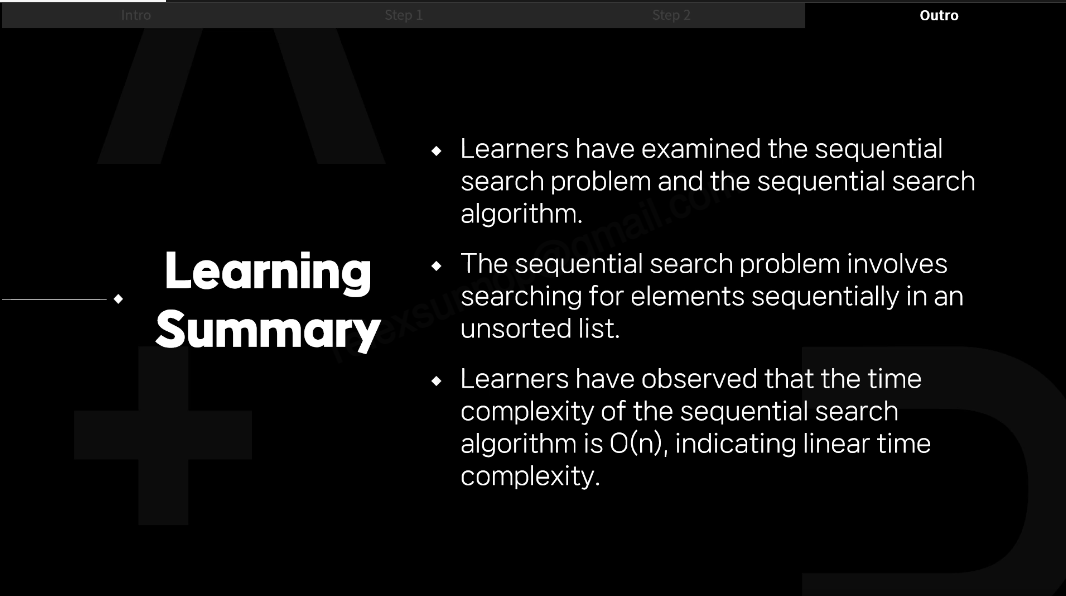 Intro
Step 1
Step 2
Outro
Learning
Summary
Learners have examined the sequential
search problem and the sequential search
algorithm.
The sequential search problem involves
searching for elements sequentially in an
unsorted list.
Learners have observed that the time
complexity of the sequential search
algorithm is O(n), indicating linear time
complexity.